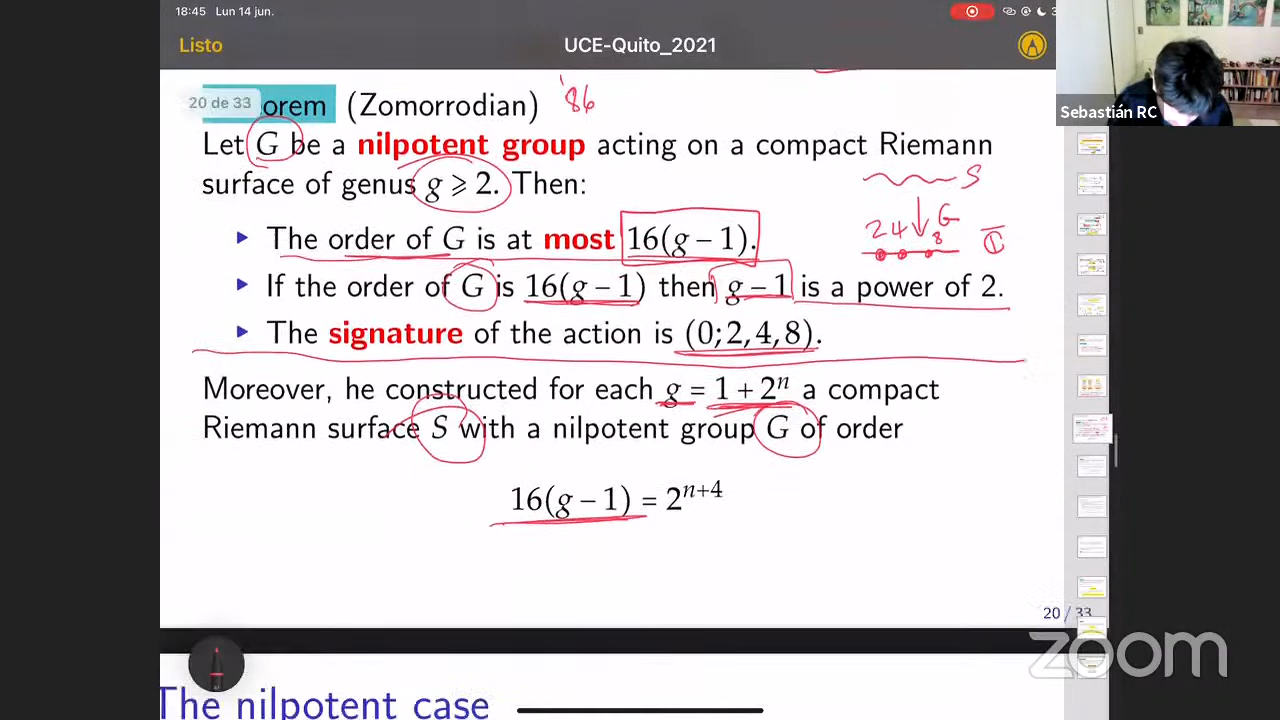 18:45 Lun 14 jun.
Listo
UCE-Quito_2021
Sebastián RC
20 de 33
orem (Zomorrodian) '86
Let G be a nilpotent group acting on a compact Riemann
surface of genus g ⩾ 2. Then:
S
▸ The order of G is at most 16(g − 1).
2 4 8 G
ℂ̅
▸ If the order of G is 16(g − 1) then g − 1 is a power of 2.
▸ The signature of the action is (0; 2, 4, 8).
Moreover, he constructed for each g = 1 + 2ⁿ a compact
Riemann surface S with a nilpotent group G of order
16(g − 1) = 2ⁿ⁺⁴
20 / 33
zoom
The nilpotent case